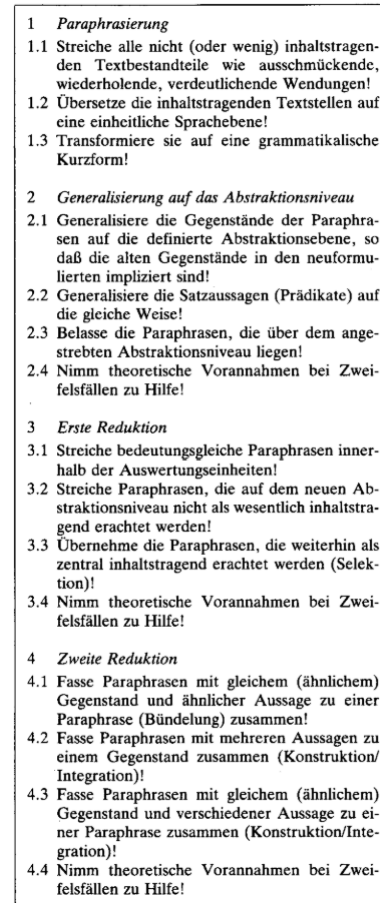 1 Paraphrasierung
1.1 Streiche alle nicht (oder wenig) inhaltstragen-
den Textbestandteile wie ausschmückende,
wiederholende, verdeutlichende Wendungen!
1.2 Übersetze die inhaltstragenden Textstellen auf
eine einheitliche Sprachebene!
1.3 Transformiere sie auf eine grammatikalische
Kurzform!
2 Generalisierung auf das Abstraktionsniveau
2.1 Generalisiere die Gegenstände der Paraphra-
sen auf die definierte Abstraktionsebene, so
daß die alten Gegenstände in den neuformu-
lierten impliziert sind!
2.2 Generalisiere die Satzaussagen (Prädikate) auf
die gleiche Weise!
2.3 Belasse die Paraphrasen, die über dem ange-
strebten Abstraktionsniveau liegen!
2.4 Nimm theoretische Vorannahmen bei Zwei-
felsfällen zu Hilfe!
3 Erste Reduktion
3.1 Streiche bedeutungsgleiche Paraphrasen inner-
halb der Auswertungseinheiten!
3.2 Streiche Paraphrasen, die auf dem neuen Ab-
straktionsniveau nicht als wesentlich inhaltstra-
gend erachtet werden!
3.3 Übernehme die Paraphrasen, die weiterhin als
zentral inhaltstragend erachtet werden (Selek-
tion)!
3.4 Nimm theoretische Vorannahmen bei Zwei-
felsfällen zu Hilfe!
4 Zweite Reduktion
4.1 Fasse Paraphrasen mit gleichem (ähnlichem)
Gegenstand und ähnlicher Aussage zu einer
Paraphrase (Bündelung) zusammen!
4.2 Fasse Paraphrasen mit mehreren Aussagen zu
einem Gegenstand zusammen (Konstruktion/
Integration)!
4.3 Fasse Paraphrasen mit gleichem (ähnlichem)
Gegenstand und verschiedener Aussage zu ei-
ner Paraphrase zusammen (Konstruktion/Inte-
gration)!
4.4 Nimm theoretische Vorannahmen bei Zwei-
felsfällen zu Hilfe!